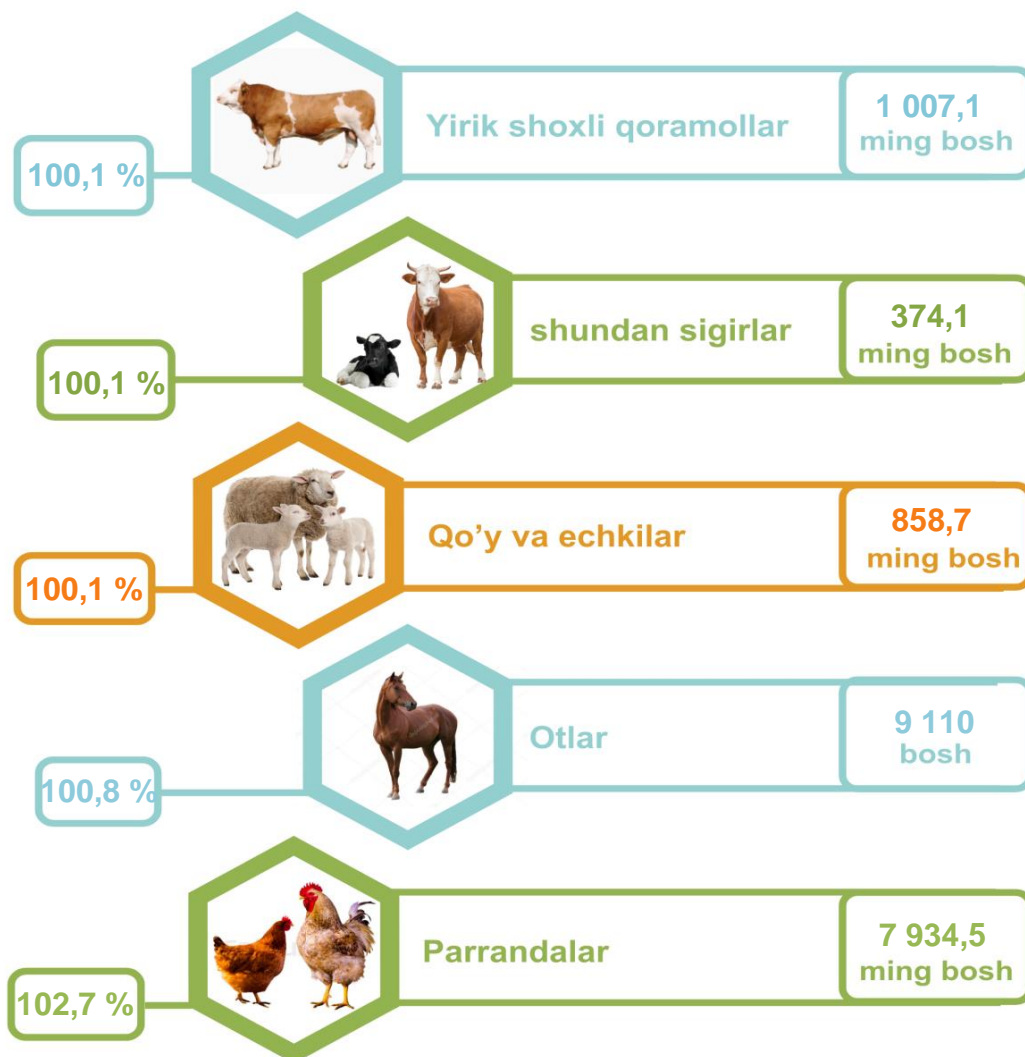 Yirik shoxli qoramollar
1 007,1
ming bosh
100,1 %
shundan sigirlar
374,1
ming bosh
100,1 %
Qo’y va echkilar
858,7
ming bosh
100,1 %
Otlar
9 110
bosh
100,8 %
Parrandalar
7 934,5
ming bosh
102,7 %